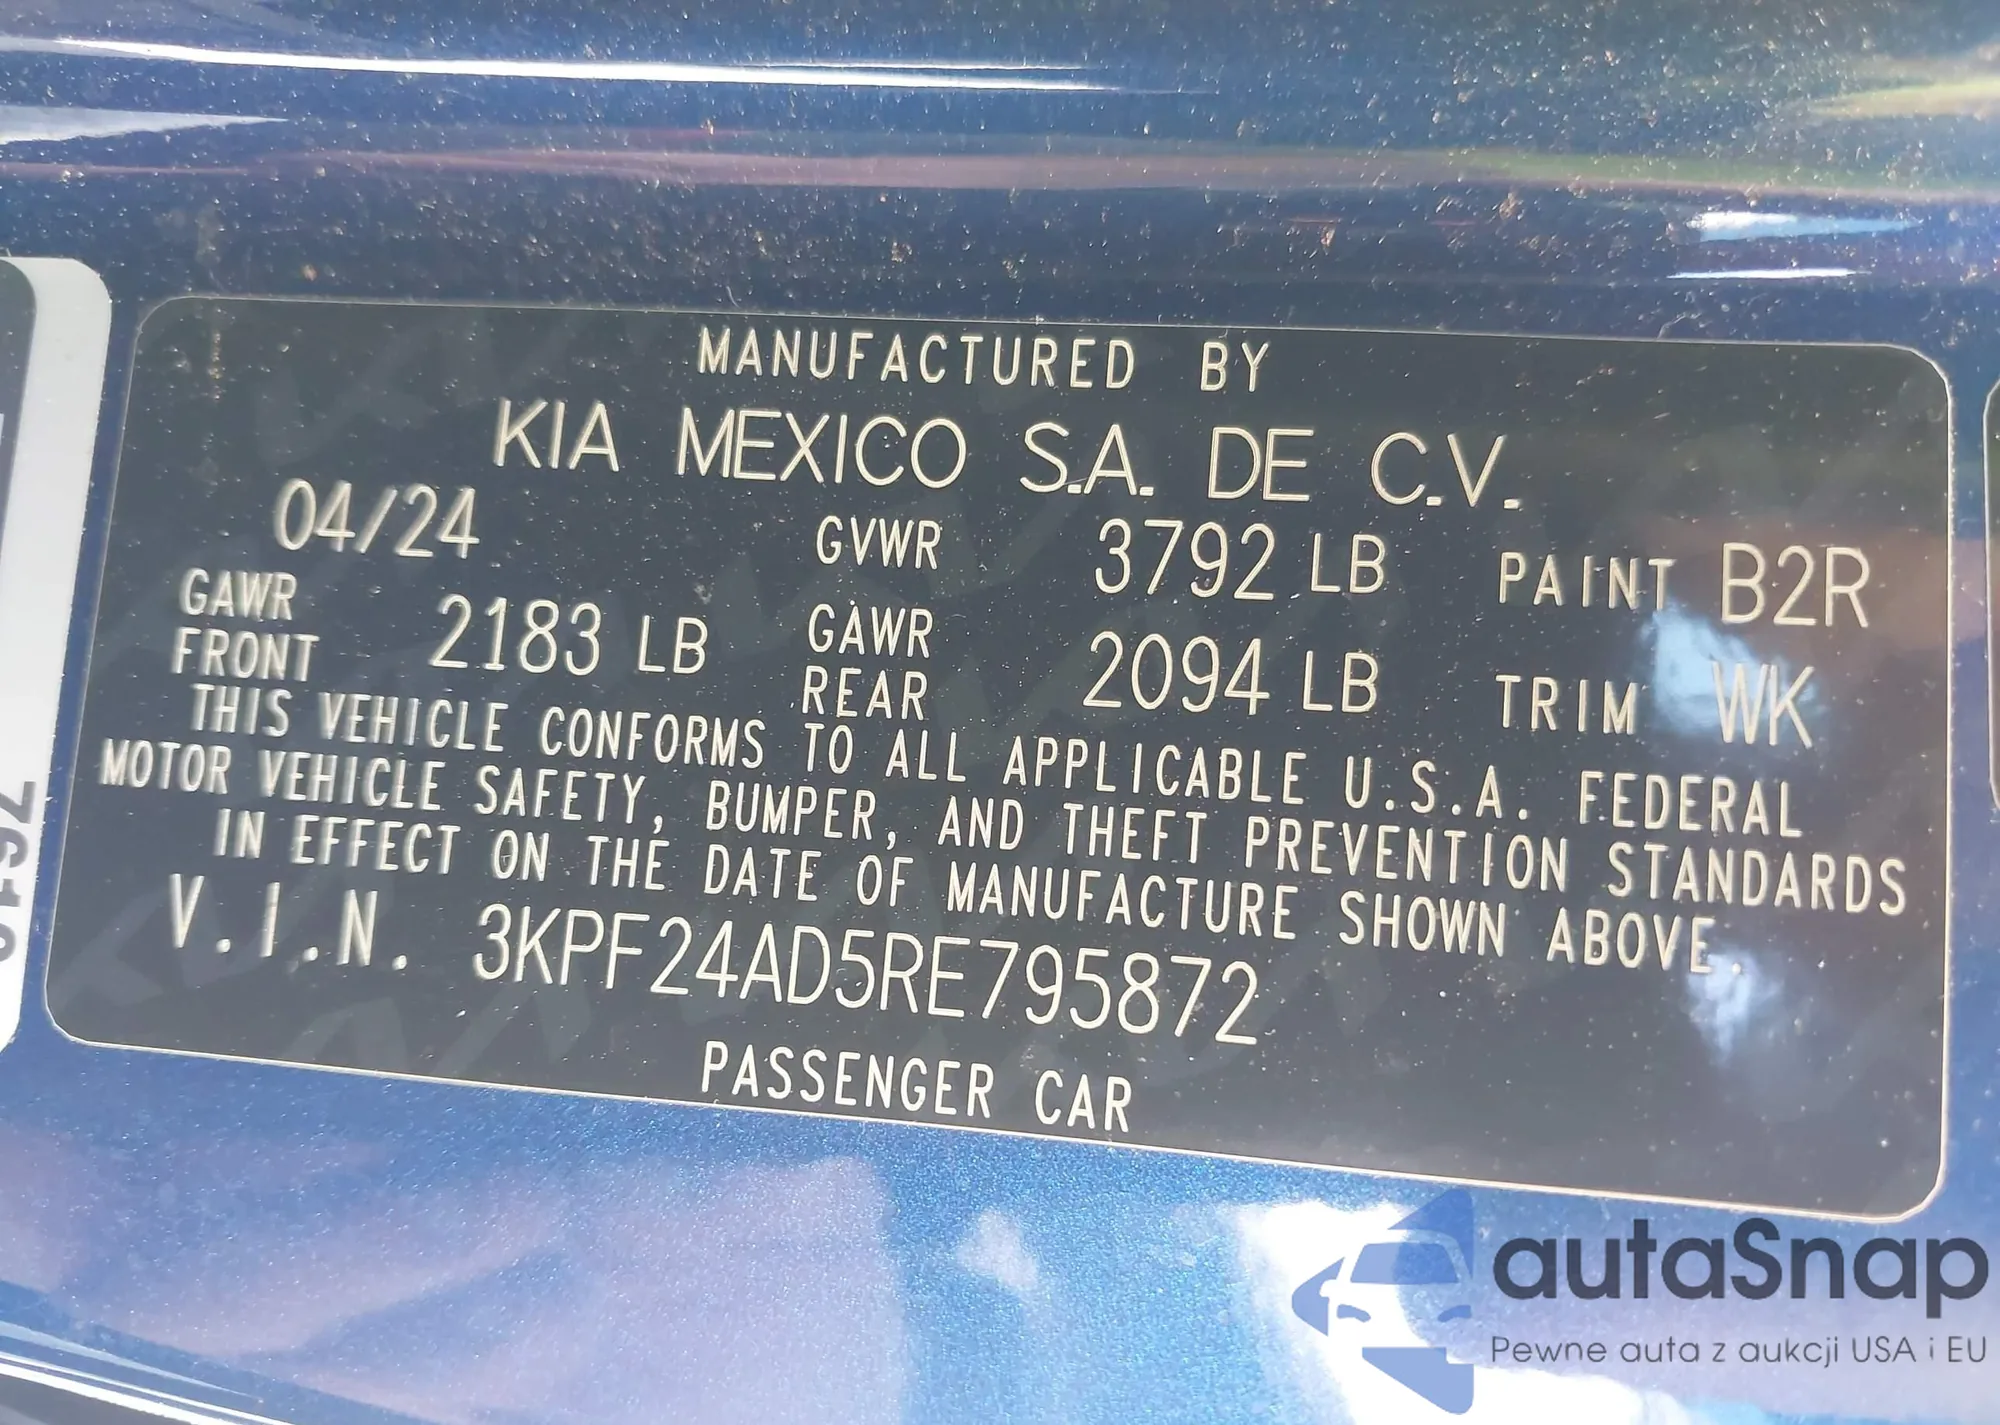 MANUFACTURED BY
KIA MEXICO S.A. DE C.V.
04/24 GVWR 3792 LB PAINT B2R
GAWR FRONT 2183 LB GAWR REAR 2094 LB TRIM WK
THIS VEHICLE CONFORMS TO ALL APPLICABLE U.S.A. FEDERAL
MOTOR VEHICLE SAFETY, BUMPER, AND THEFT PREVENTION STANDARDS
IN EFFECT ON THE DATE OF MANUFACTURE SHOWN ABOVE.
V.I.N. 3KPF24AD5RE795872
PASSENGER CAR
autaSnap
Pewne auta z aukcji USA i EU